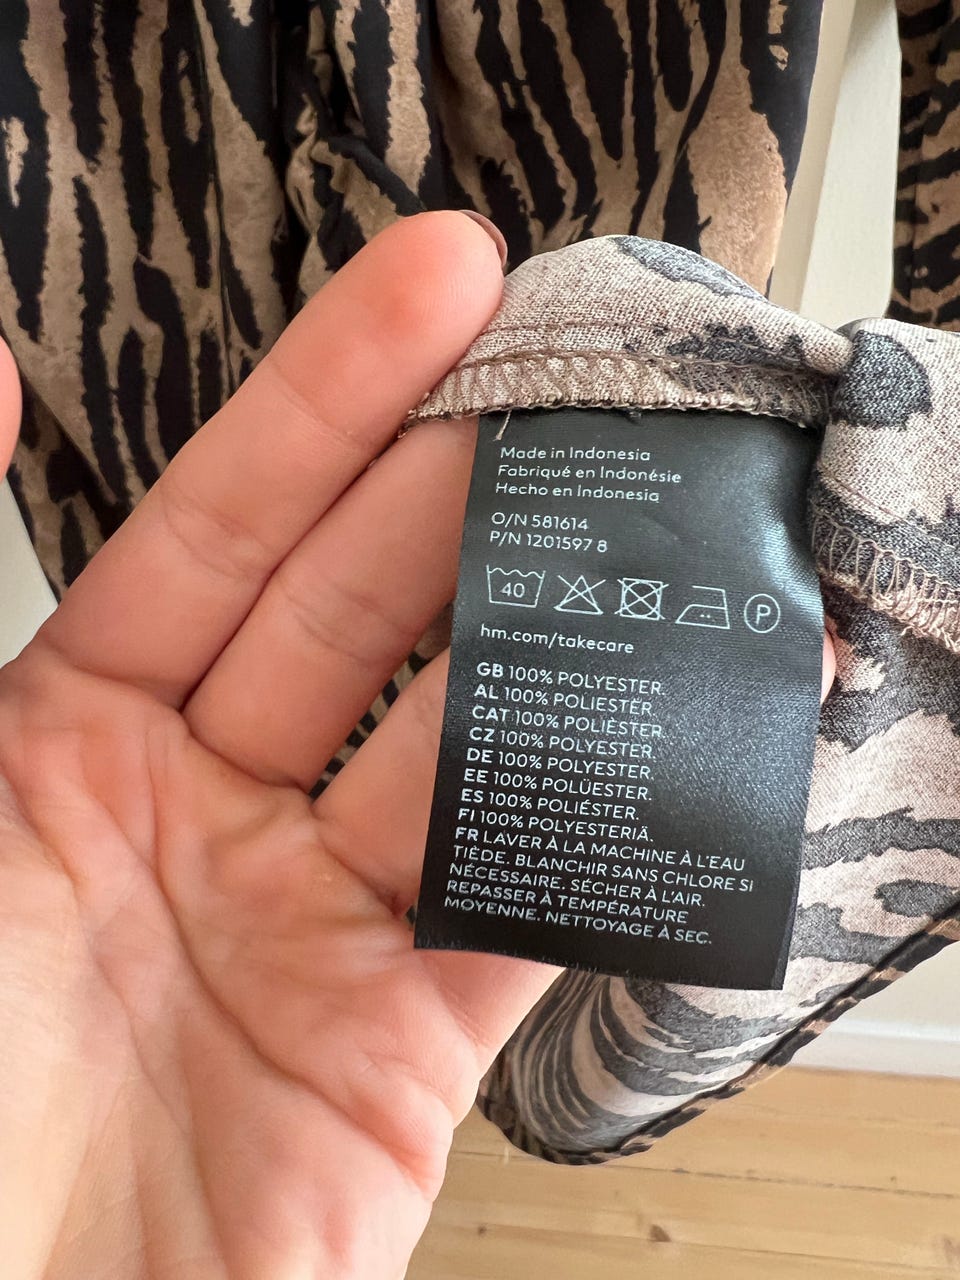 Made in Indonesia
Fabriqué en Indonésie
Hecho en Indonesia
O/N 581614
P/N 1201597 8
40 P
hm.com/takecare
GB 100% POLYESTER.
AL 100% POLIESTER.
CAT 100% POLIÈSTER.
CZ 100% POLYESTER.
DE 100% POLYESTER.
EE 100% POLÜESTER.
ES 100% POLIÉSTER.
FI 100% POLYESTERIÄ.
FR LAVER À LA MACHINE À L'EAU
TIÈDE. BLANCHIR SANS CHLORE SI
NÉCESSAIRE. SÉCHER À L'AIR.
REPASSER À TEMPÉRATURE
MOYENNE. NETTOYAGE À SEC.